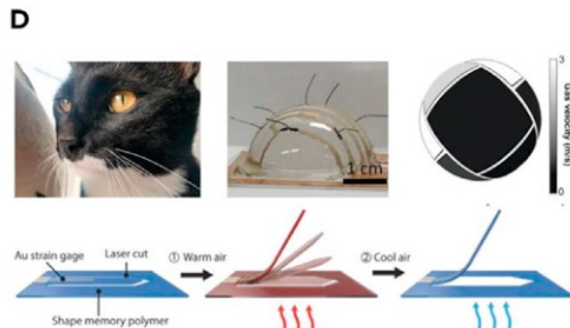 D
1 cm
3
Gas velocity (m/s)
0
Au strain gage
Laser cut
① Warm air
② Cool air
Shape memory polymer